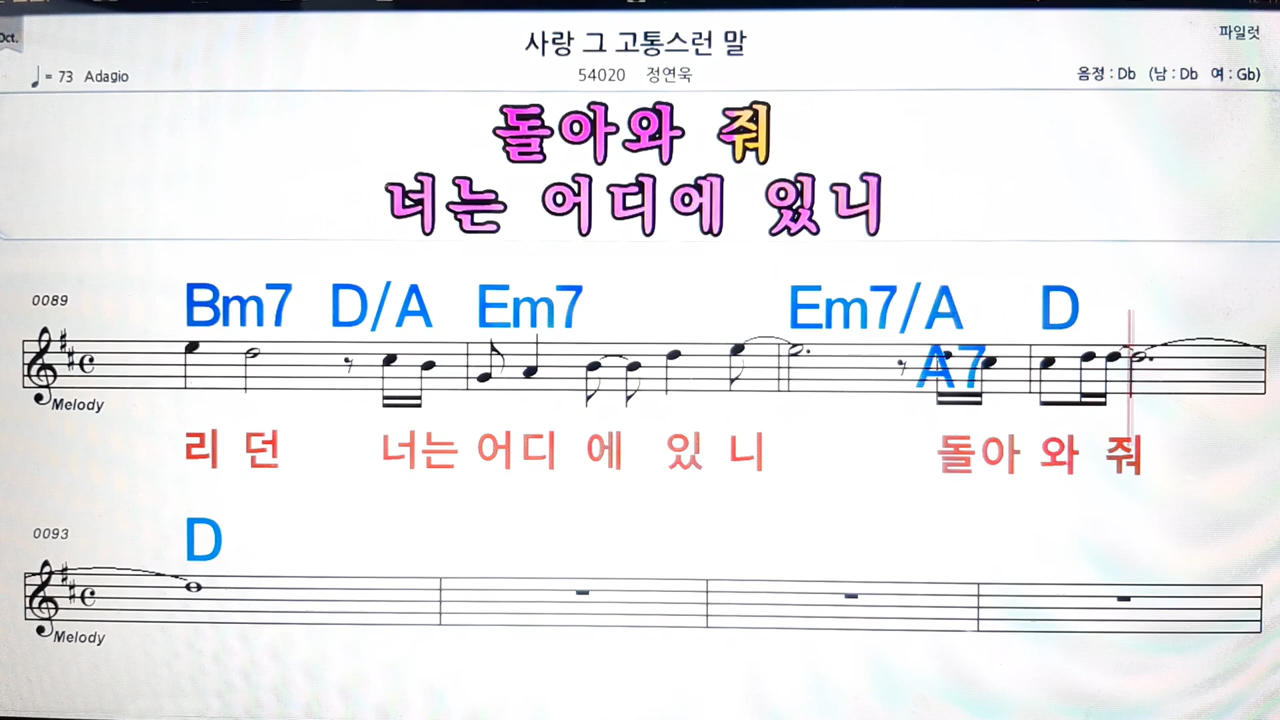 Oct.
사랑 그 고통스런 말
파일럿
♩= 73 Adagio
54020 정연욱
음정 : Db (남 : Db 여 : Gb)
돌아와 줘
너는 어디에 있니
0089
Bm7 D/A Em7 Em7/A D
A7
Melody
리 던 너는 어디 에 있 니 돌아 와 줘
0093
D
Melody